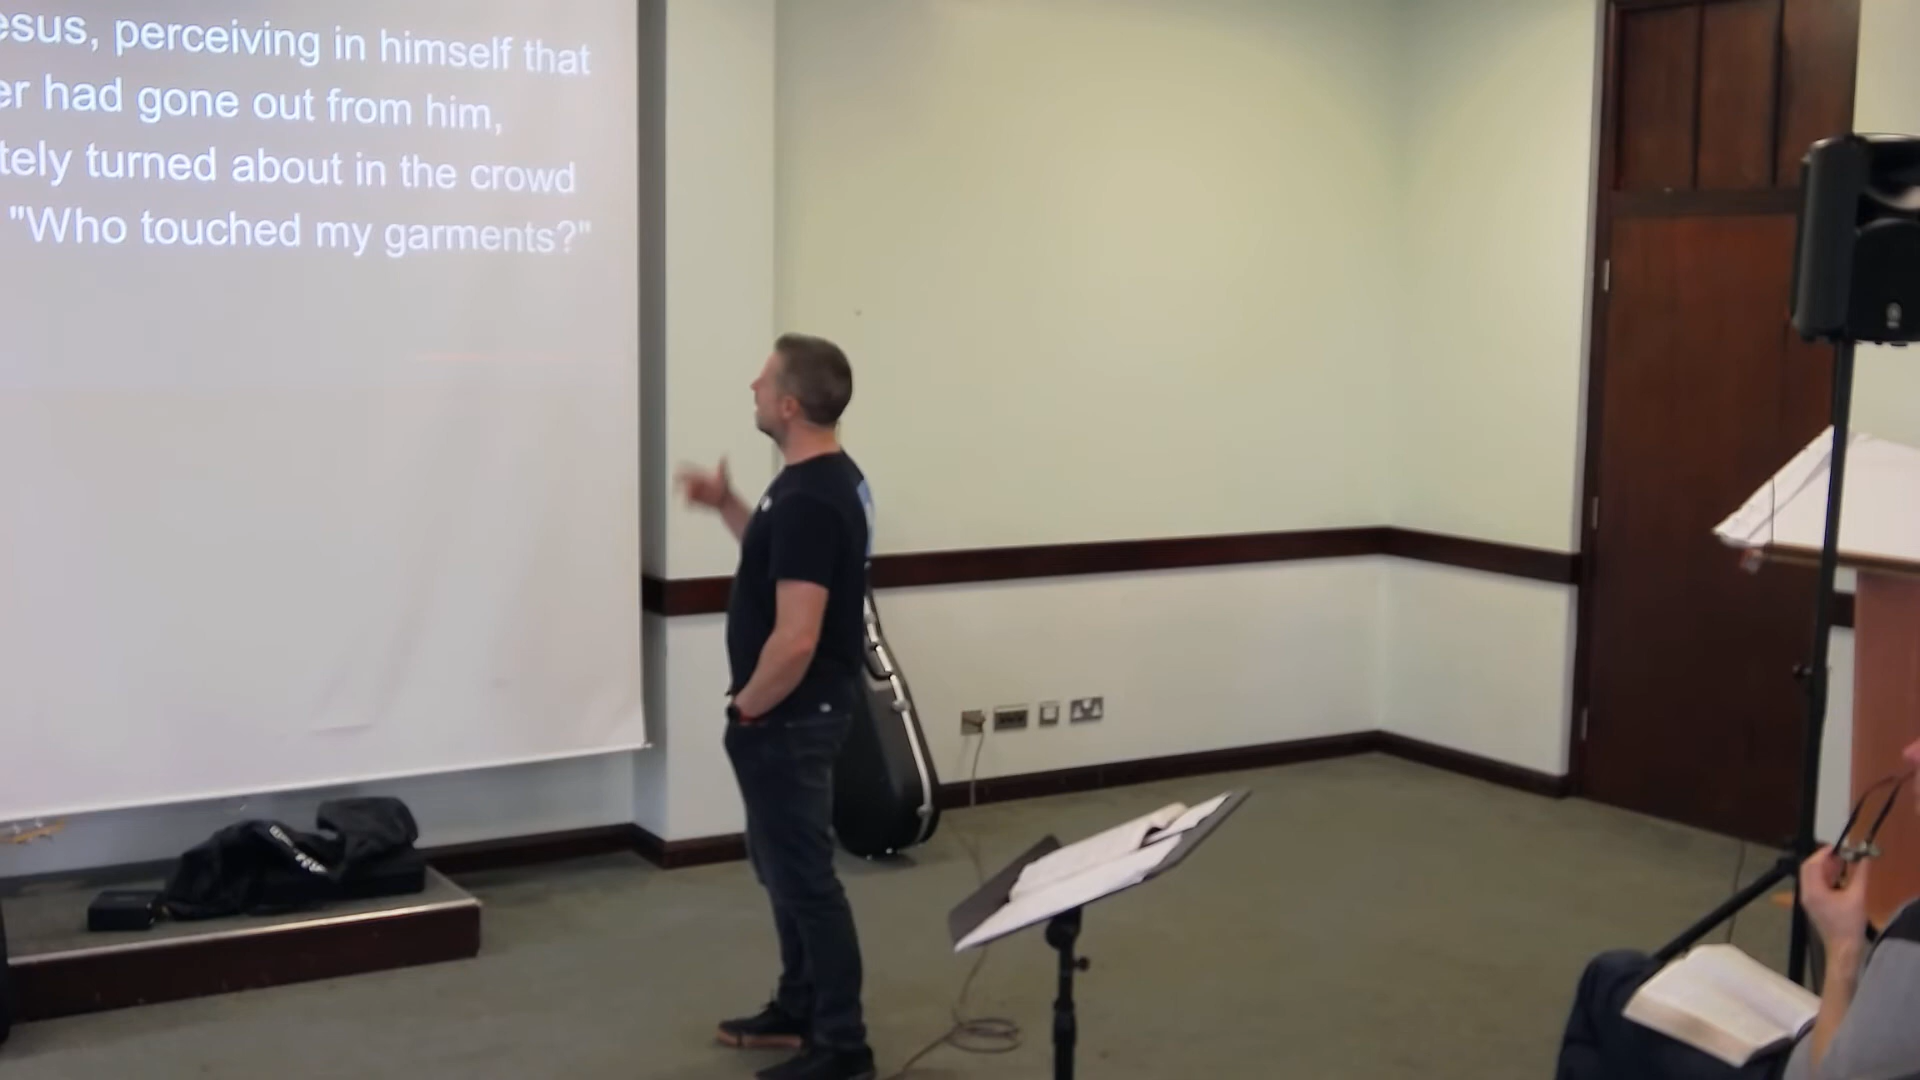 esus, perceiving in himself that
er had gone out from him,
tely turned about in the crowd
"Who touched my garments?"